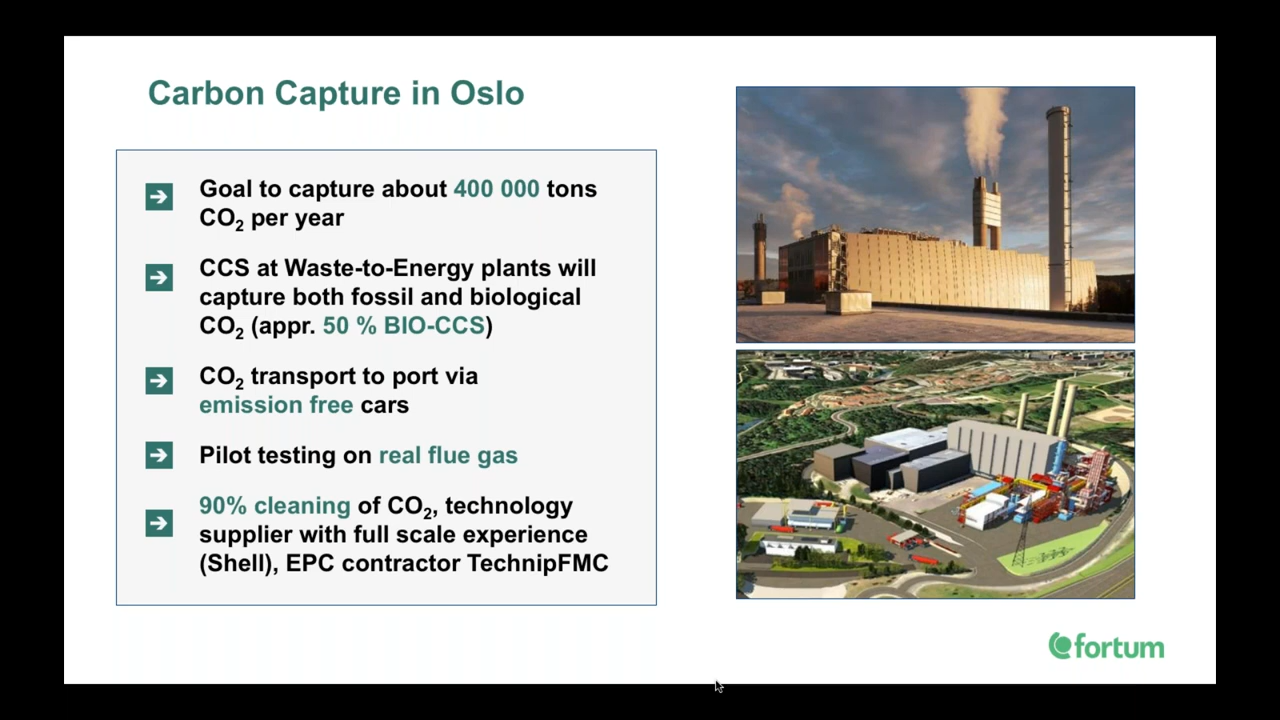 Carbon Capture in Oslo
Goal to capture about 400 000 tons
CO₂ per year
CCS at Waste-to-Energy plants will
capture both fossil and biological
CO₂ (appr. 50 % BIO-CCS)
CO₂ transport to port via
emission free cars
Pilot testing on real flue gas
90% cleaning of CO₂, technology
supplier with full scale experience
(Shell), EPC contractor TechnipFMC
fortum